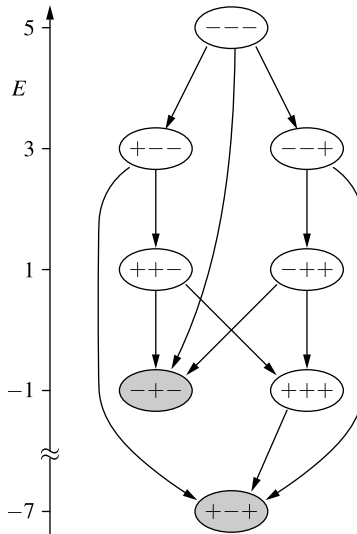 5
− − −
E
3
+ − −
− − +
1
+ + −
− + +
−1
− + −
+ + +
−7
+ − +